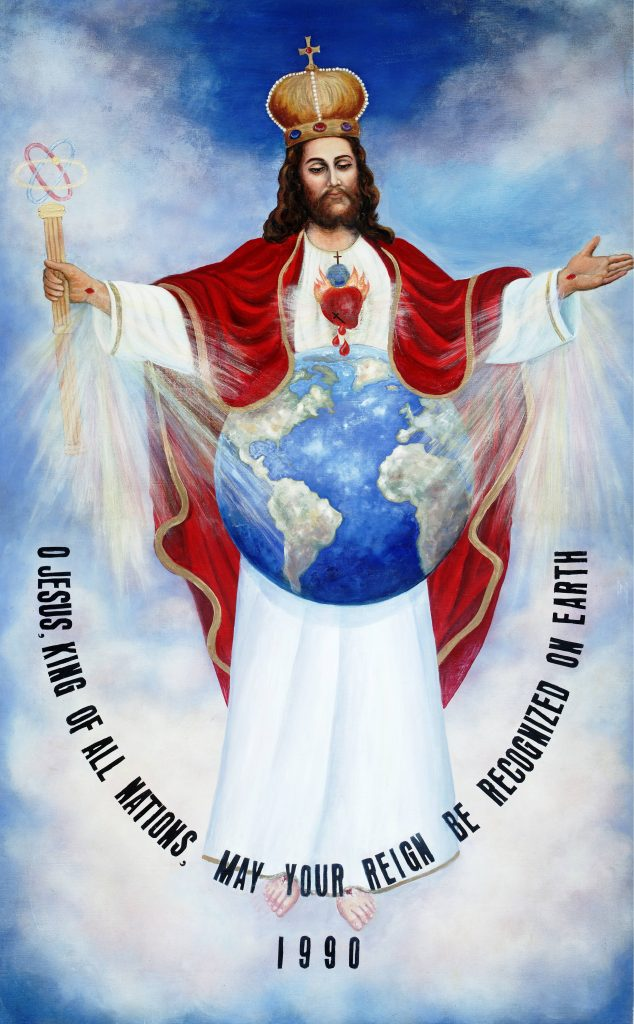 O JESUS, KING OF ALL NATIONS, MAY YOUR REIGN BE RECOGNIZED ON EARTH
1990